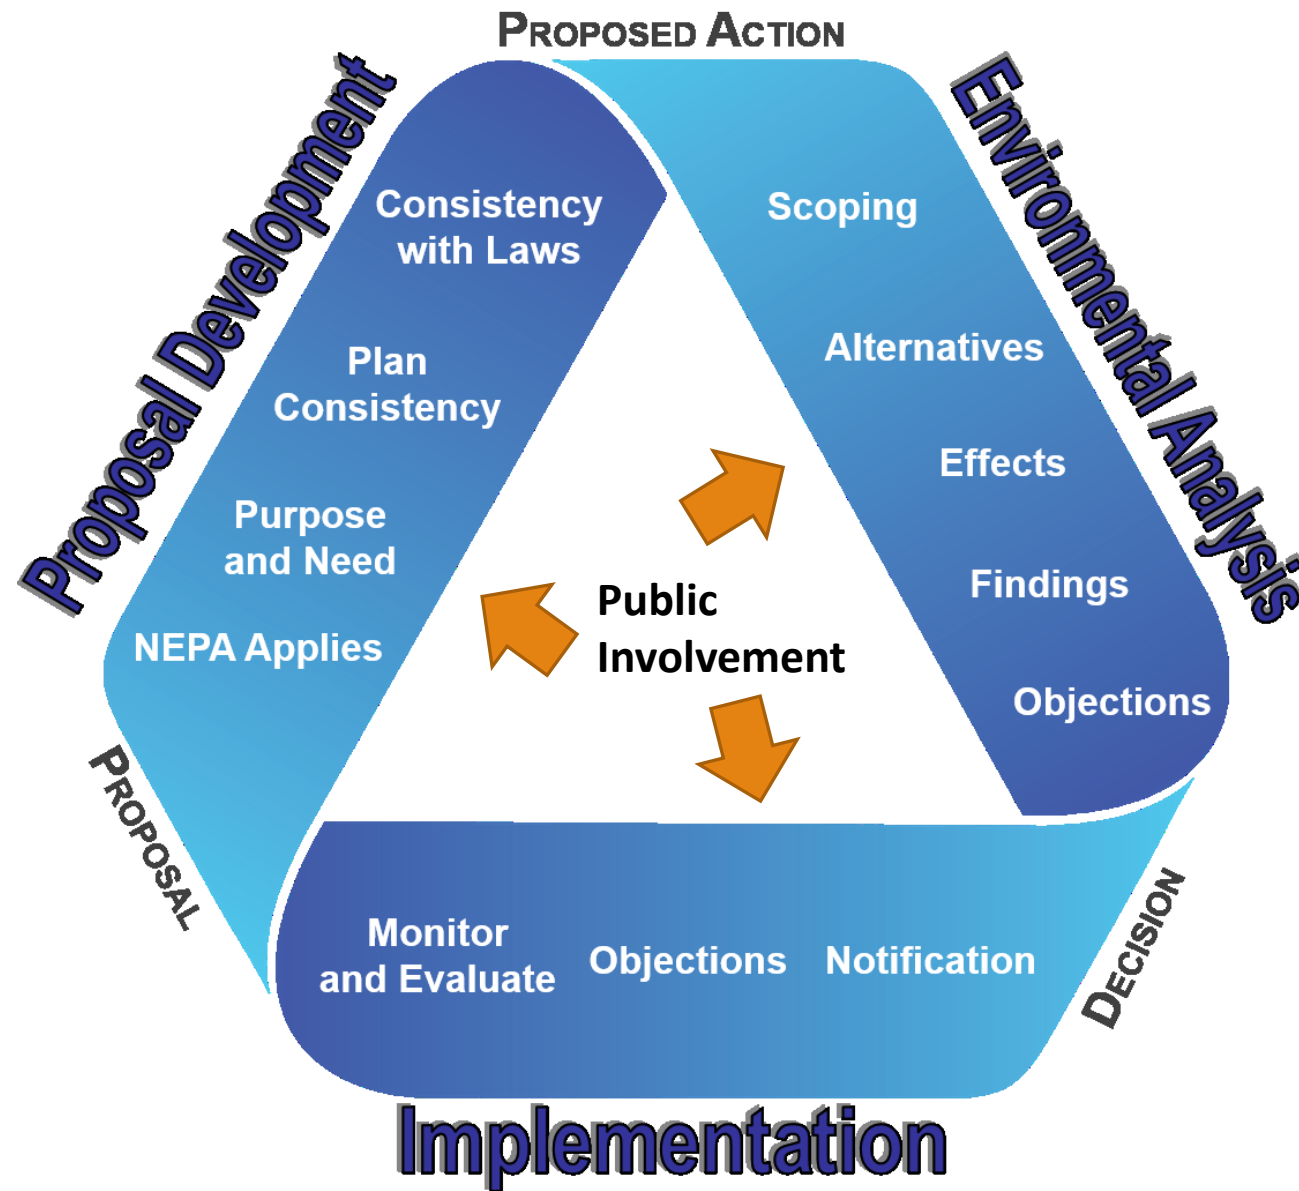 PROPOSED ACTION
Proposal Development
Consistency
with Laws
Plan
Consistency
Purpose
and Need
NEPA Applies
PROPOSAL
Environmental Analysis
Scoping
Alternatives
Effects
Findings
Objections
Public
Involvement
DECISION
Monitor
and Evaluate
Objections
Notification
Implementation